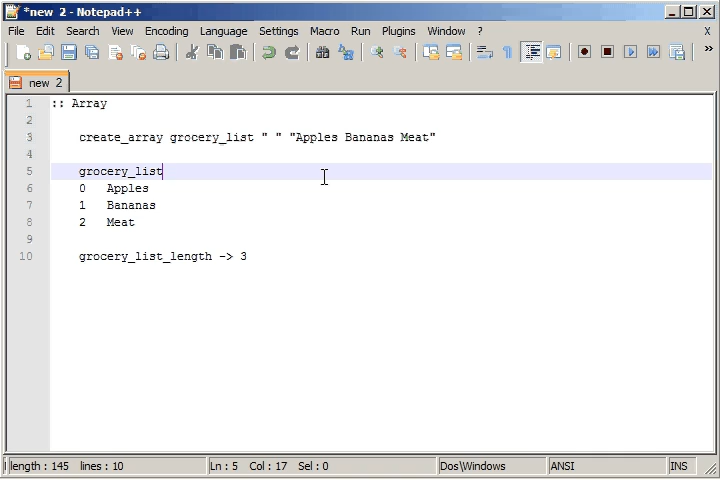 *new 2 - Notepad++
File Edit Search View Encoding Language Settings Macro Run Plugins Window ? X
new 2
1 :: Array
2
3 create_array grocery_list " " "Apples Bananas Meat"
4
5 grocery_list
6 0 Apples
7 1 Bananas
8 2 Meat
9
10 grocery_list_length -> 3
length : 145 lines : 10 Ln : 5 Col : 17 Sel : 0 Dos\Windows ANSI INS